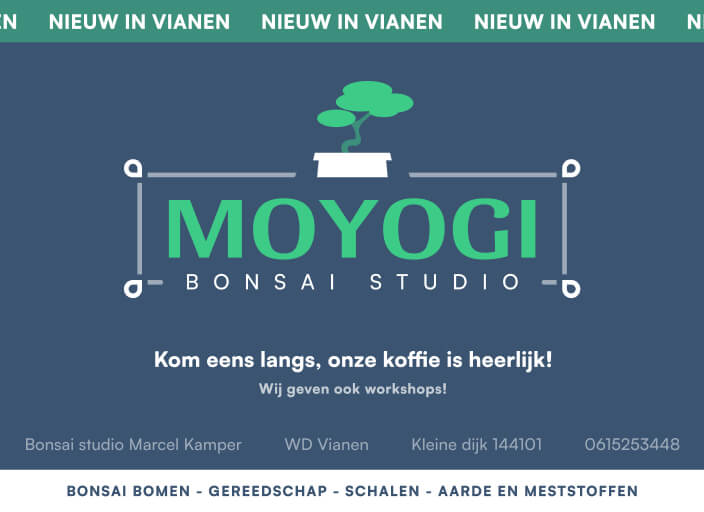 EN NIEUW IN VIANEN NIEUW IN VIANEN NIEUW IN VIANEN N
MOYOGI
BONSAI STUDIO
Kom eens langs, onze koffie is heerlijk!
Wij geven ook workshops!
Bonsai studio Marcel Kamper WD Vianen Kleine dijk 144101 0615253448
BONSAI BOMEN - GEREEDSCHAP - SCHALEN - AARDE EN MESTSTOFFEN